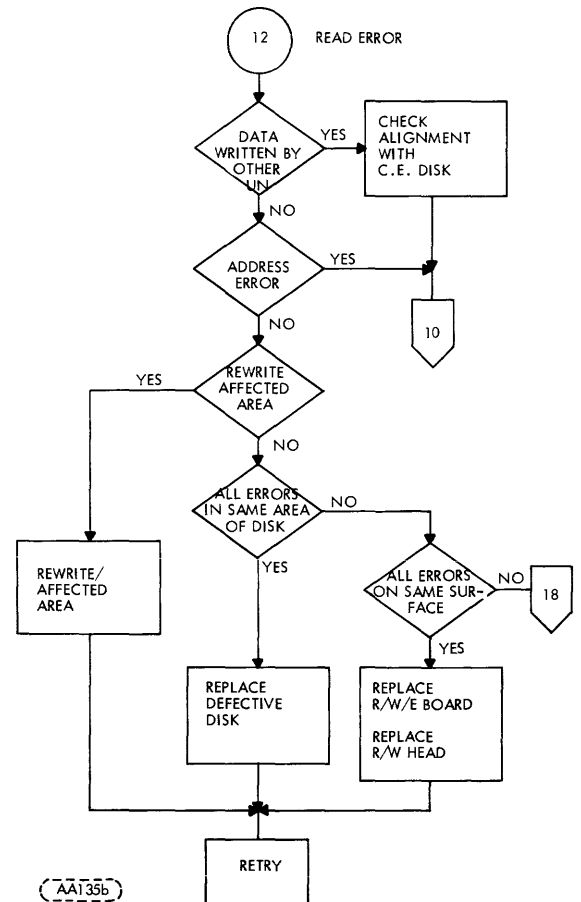 12
READ ERROR
DATA
WRITTEN BY
OTHER
UN
YES
CHECK
ALIGNMENT
WITH
C.E. DISK
NO
ADDRESS
ERROR
YES
10
NO
REWRITE
AFFECTED
AREA
YES
NO
ALL ERRORS
IN SAME AREA
OF DISK
NO
YES
REWRITE/
AFFECTED
AREA
ALL ERRORS
ON SAME SUR-
FACE
NO
18
YES
REPLACE
DEFECTIVE
DISK
REPLACE
R/W/E BOARD
REPLACE
R/W HEAD
RETRY
AA135b